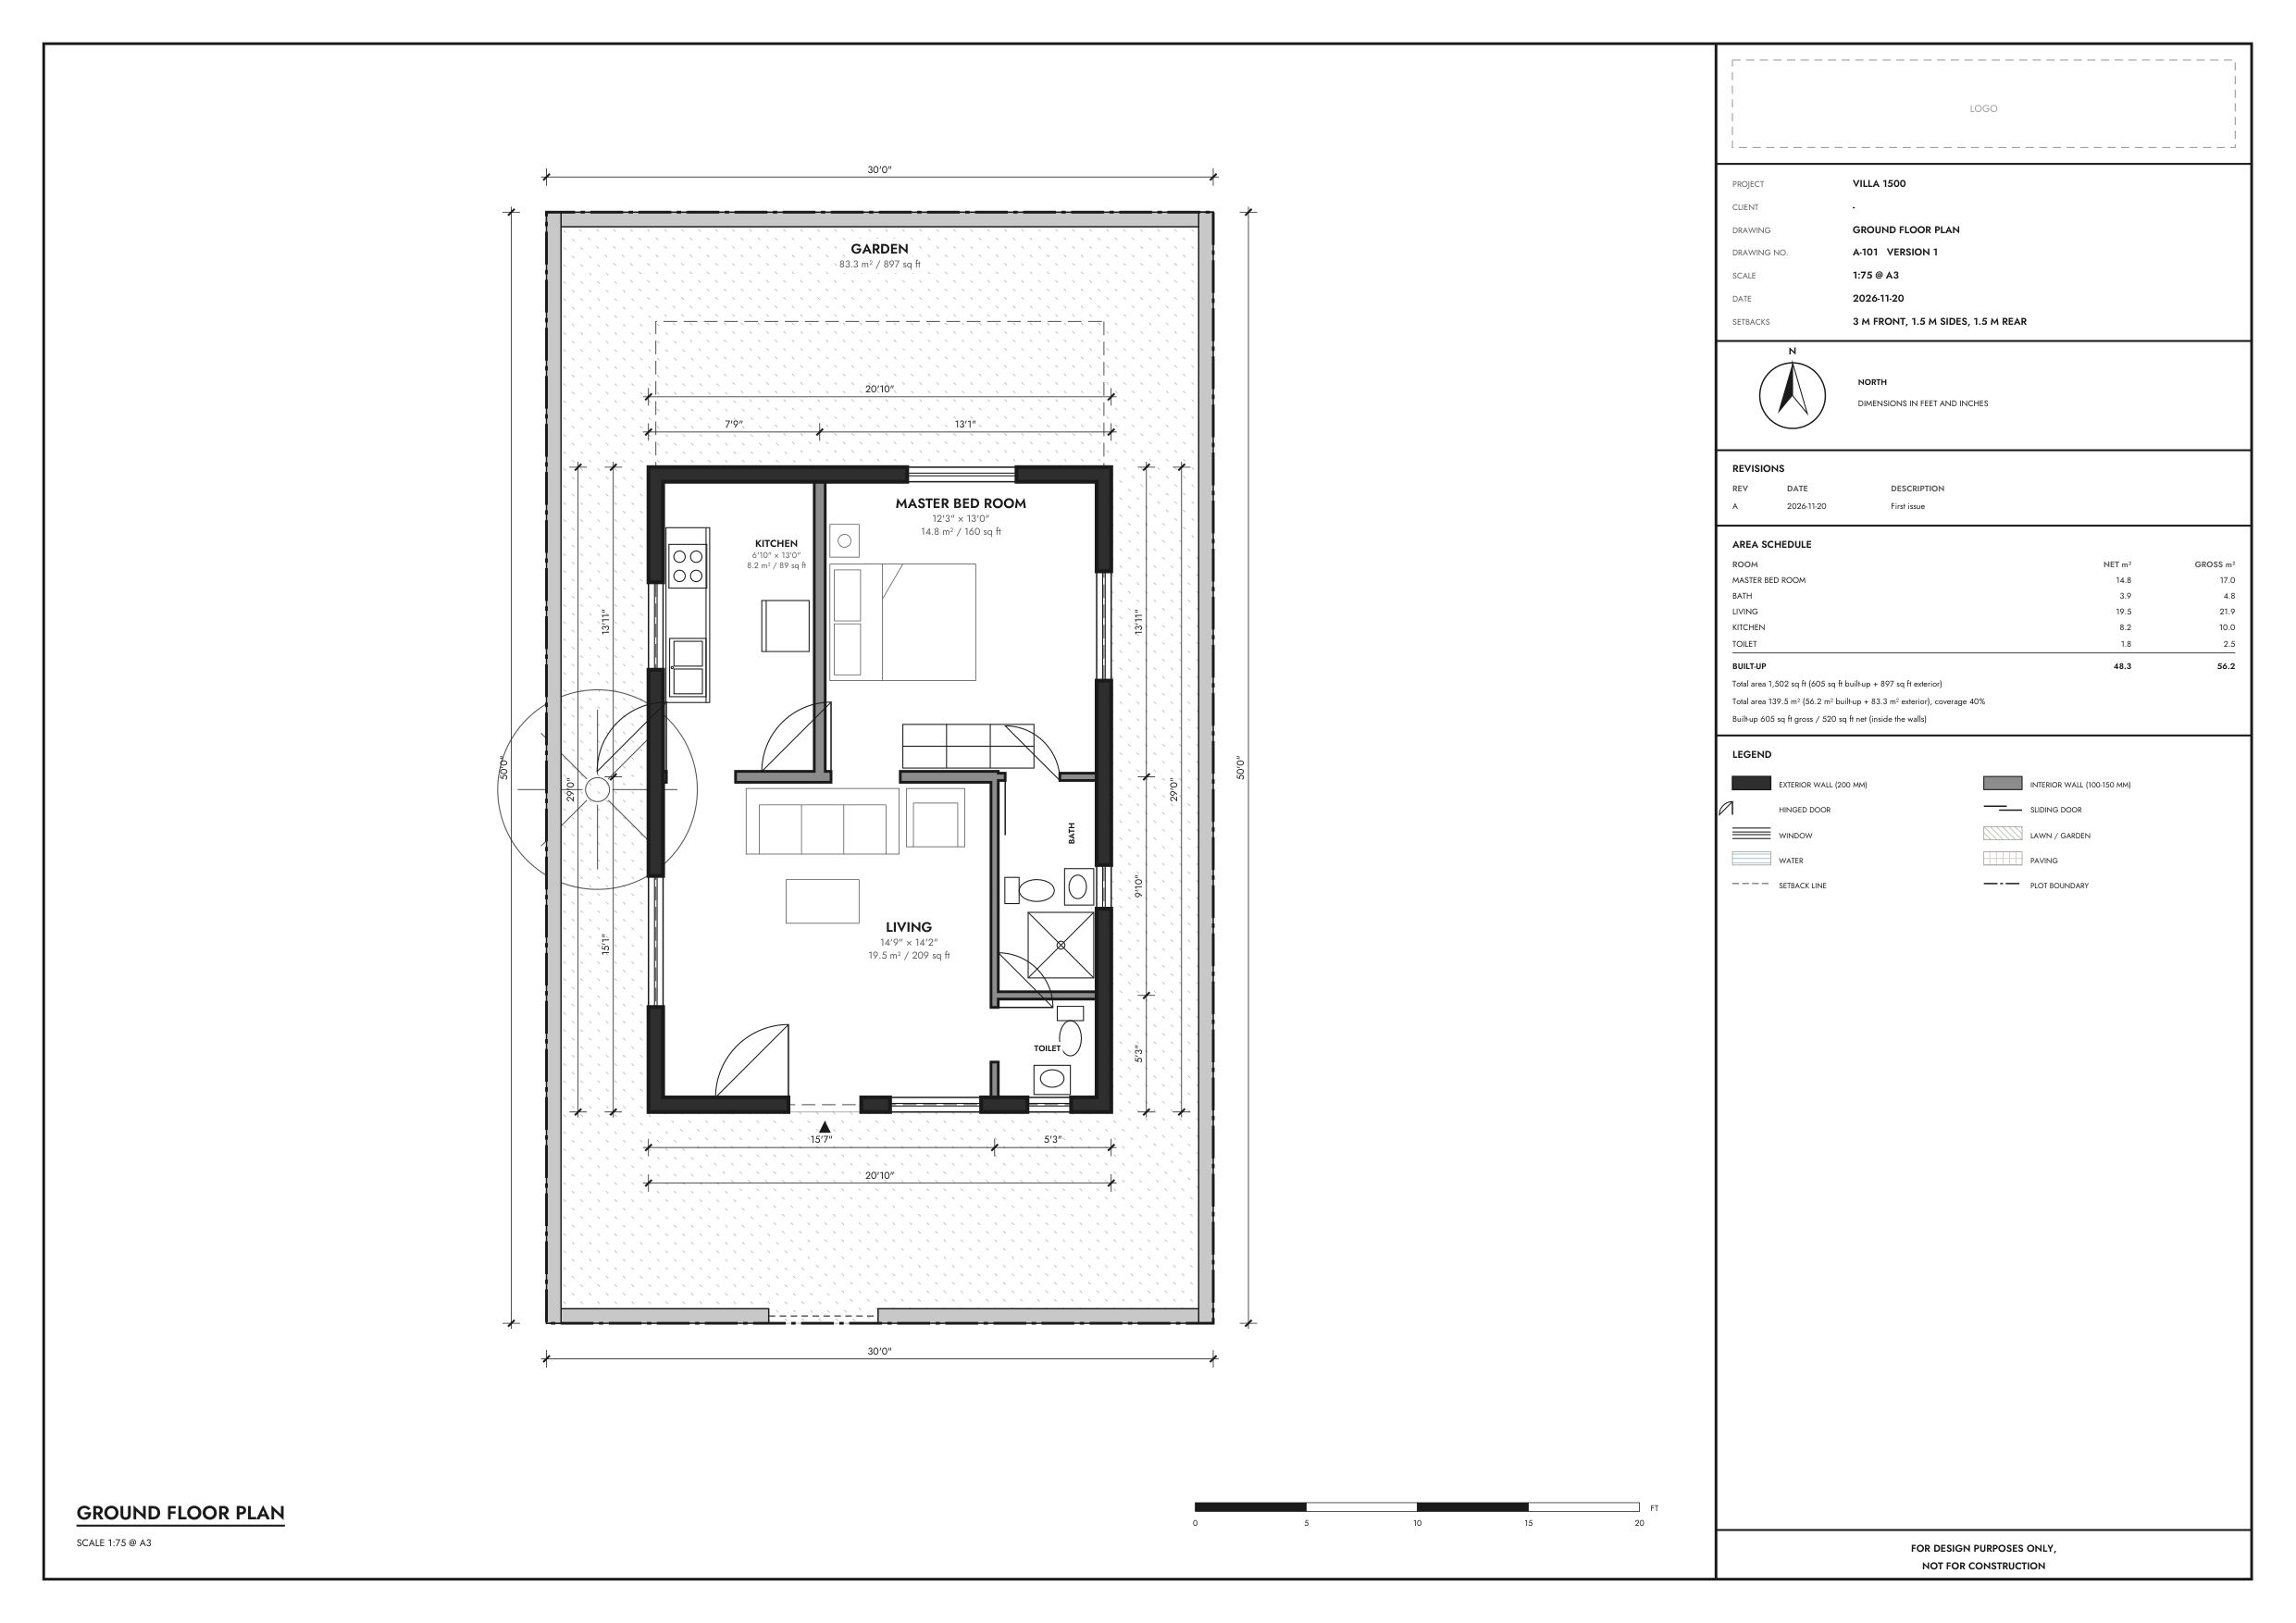 30'0"
50'0"
50'0"
GARDEN
83.3 m² / 897 sq ft
20'10"
7'9"
13'1"
MASTER BED ROOM
12'3" × 13'0"
14.8 m² / 160 sq ft
KITCHEN
6'10" × 13'0"
8.2 m² / 89 sq ft
13'11"
13'11"
29'0"
29'0"
BATH
9'10"
LIVING
14'9" × 14'2"
19.5 m² / 209 sq ft
15'1"
TOILET
5'3"
15'7"
5'3"
20'10"
30'0"
GROUND FLOOR PLAN
SCALE 1:75 @ A3
0 5 10 15 20 FT
LOGO
PROJECT VILLA 1500
CLIENT -
DRAWING GROUND FLOOR PLAN
DRAWING NO. A-101 VERSION 1
SCALE 1:75 @ A3
DATE 2026-11-20
SETBACKS 3 M FRONT, 1.5 M SIDES, 1.5 M REAR
N
NORTH
DIMENSIONS IN FEET AND INCHES
REVISIONS
REV DATE DESCRIPTION
A 2026-11-20 First issue
AREA SCHEDULE
ROOM NET m² GROSS m²
MASTER BED ROOM 14.8 17.0
BATH 3.9 4.8
LIVING 19.5 21.9
KITCHEN 8.2 10.0
TOILET 1.8 2.5
BUILT-UP 48.3 56.2
Total area 1,502 sq ft (605 sq ft built-up + 897 sq ft exterior)
Total area 139.5 m² (56.2 m² built-up + 83.3 m² exterior), coverage 40%
Built-up 605 sq ft gross / 520 sq ft net (inside the walls)
LEGEND
EXTERIOR WALL (200 MM) INTERIOR WALL (100-150 MM)
HINGED DOOR SLIDING DOOR
WINDOW LAWN / GARDEN
WATER PAVING
SETBACK LINE PLOT BOUNDARY
FOR DESIGN PURPOSES ONLY,
NOT FOR CONSTRUCTION